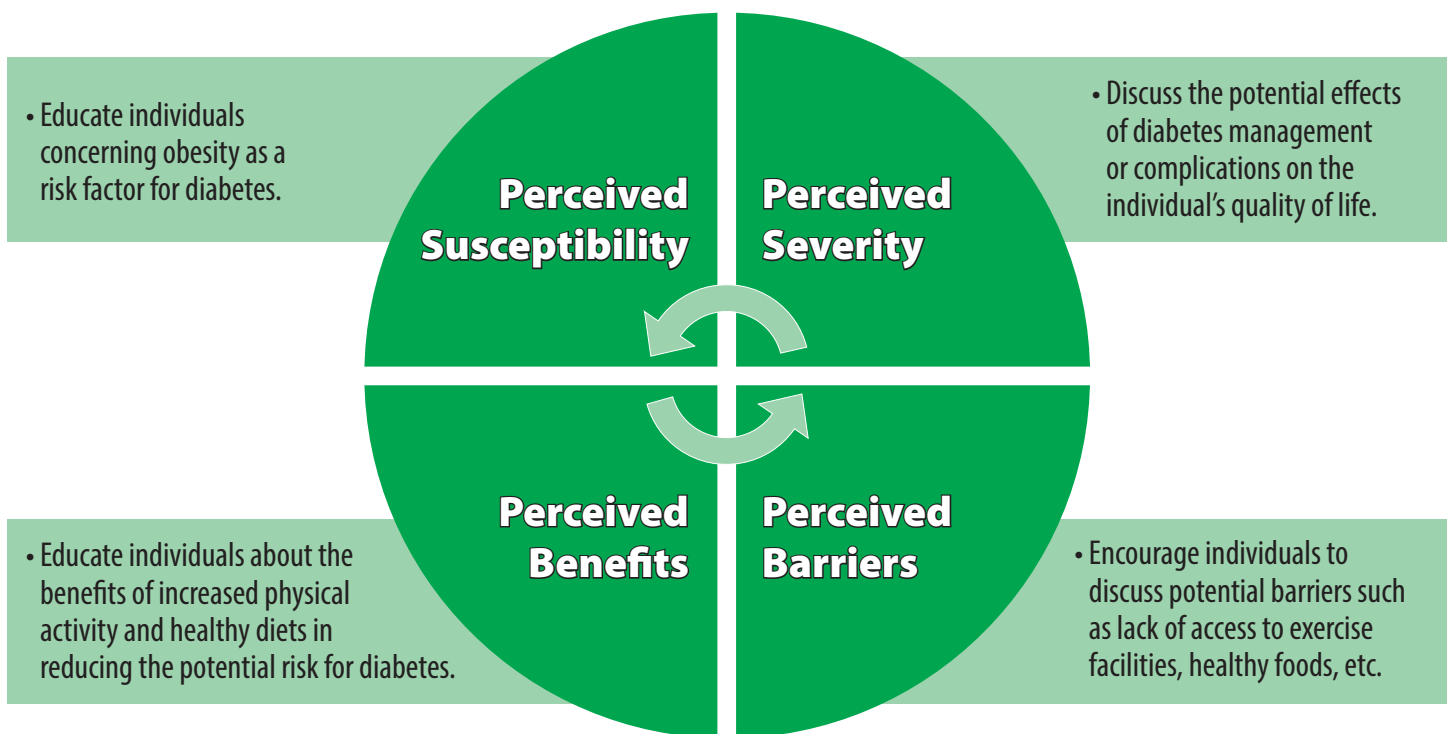 • Educate individuals
concerning obesity as a
risk factor for diabetes.
Perceived
Susceptibility
Perceived
Severity
• Discuss the potential effects
of diabetes management
or complications on the
individual’s quality of life.
• Educate individuals about the
benefits of increased physical
activity and healthy diets in
reducing the potential risk for diabetes.
Perceived
Benefits
Perceived
Barriers
• Encourage individuals to
discuss potential barriers such
as lack of access to exercise
facilities, healthy foods, etc.